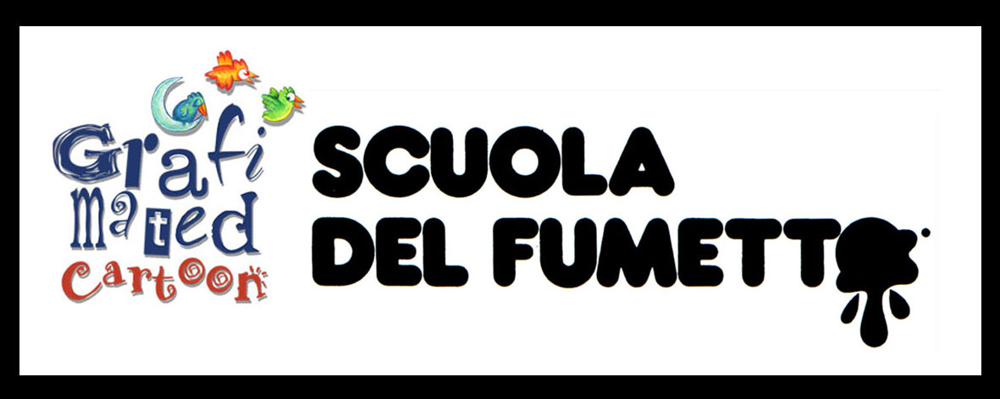 Grafi
mated
cartoon
SCUOLA
DEL FUMETTO